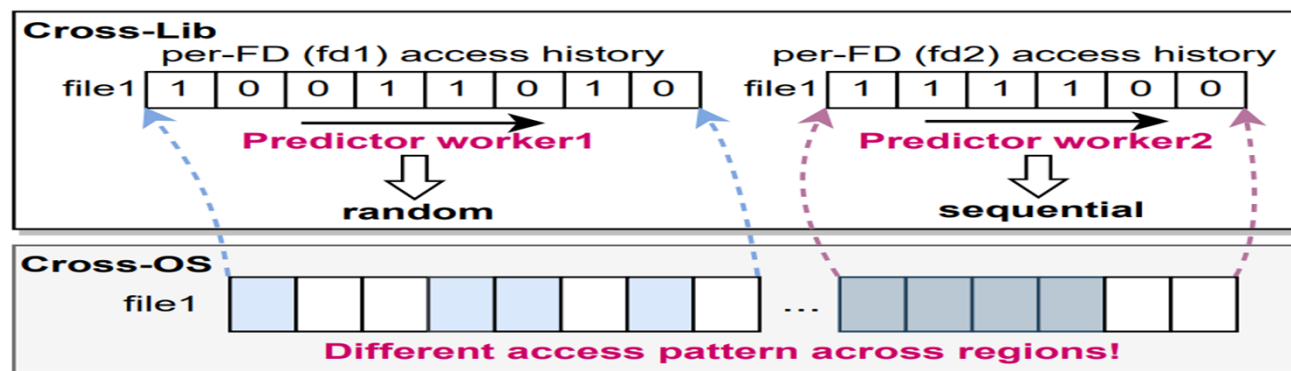 Cross-Lib
per-FD (fd1) access history
per-FD (fd2) access history
file1 1 0 0 1 1 0 1 0
file1 1 1 1 1 0 0
Predictor worker1
Predictor worker2
random
sequential
Cross-OS
file1
...
Different access pattern across regions!